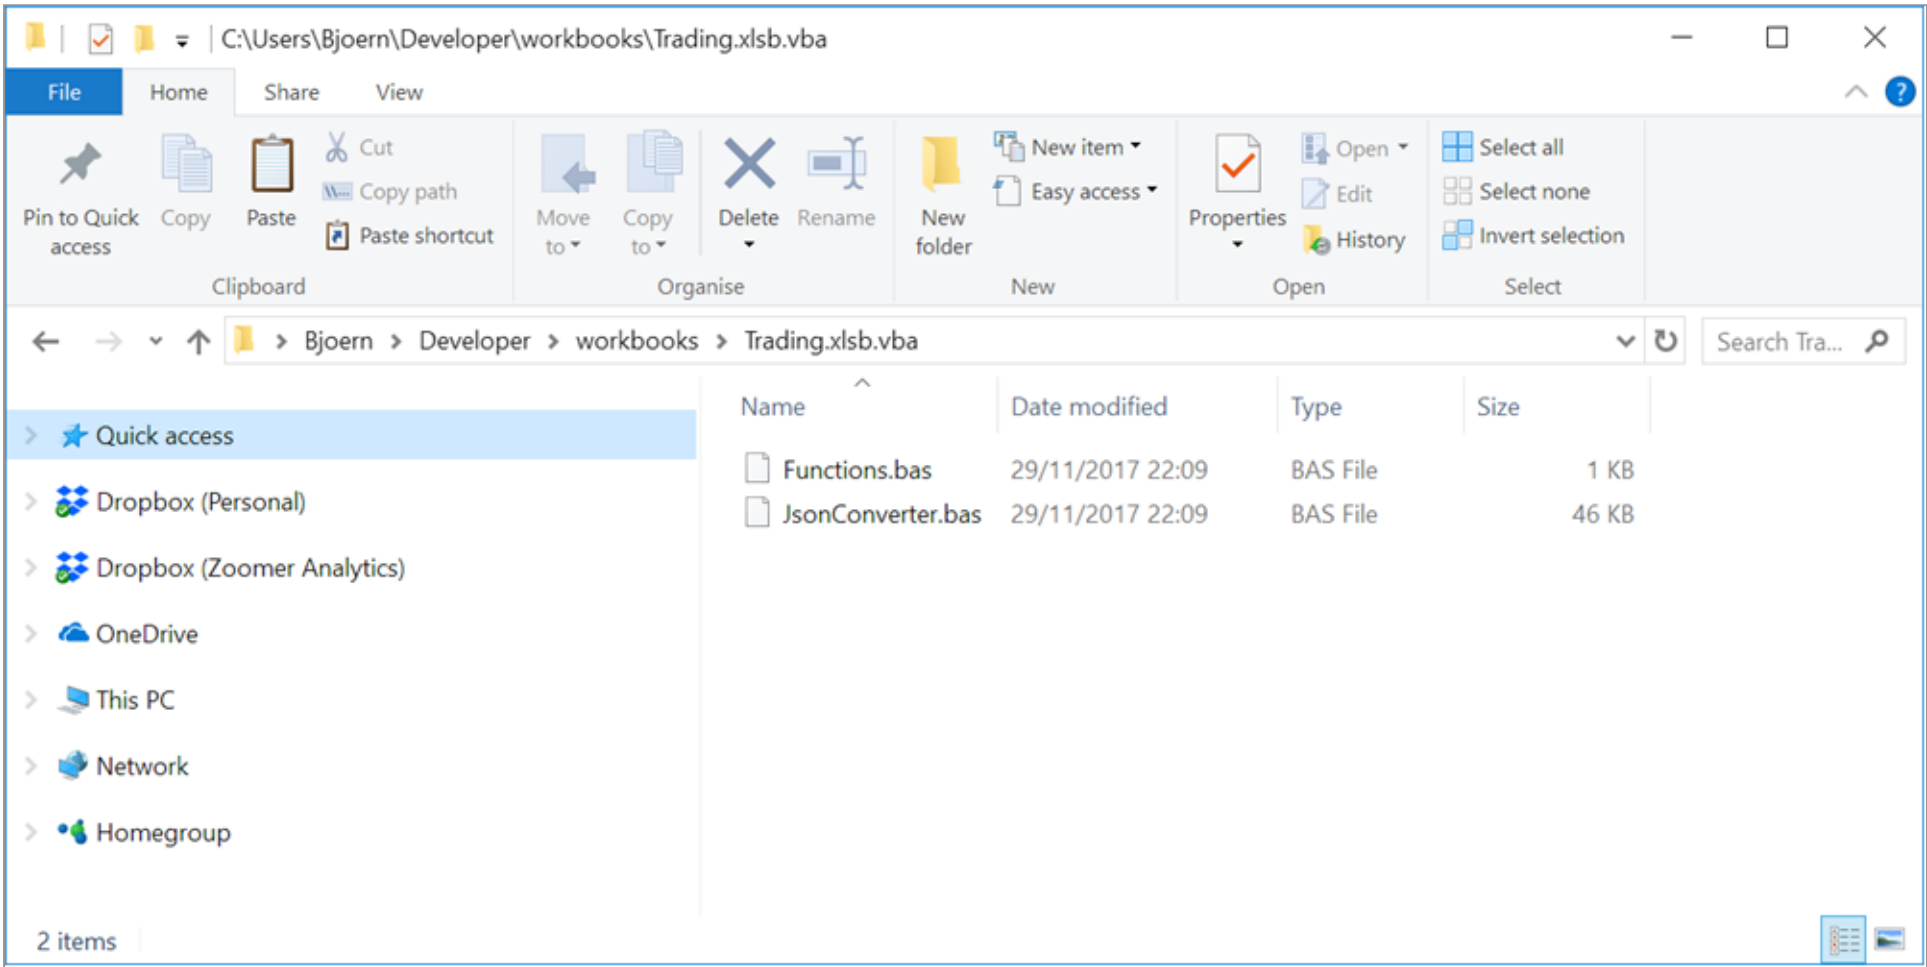 C:\Users\Bjoern\Developer\workbooks\Trading.xlsb.vba
File Home Share View
?
Pin to Quick access
Copy
Paste
Cut
Copy path
Paste shortcut
Clipboard
Move to
Copy to
Delete
Rename
Organise
New folder
New item
Easy access
New
Properties
Open
Edit
History
Open
Select all
Select none
Invert selection
Select
Bjoern > Developer > workbooks > Trading.xlsb.vba
Search Tra...
Quick access
Dropbox (Personal)
Dropbox (Zoomer Analytics)
OneDrive
This PC
Network
Homegroup
Name Date modified Type Size
Functions.bas 29/11/2017 22:09 BAS File 1 KB
JsonConverter.bas 29/11/2017 22:09 BAS File 46 KB
2 items